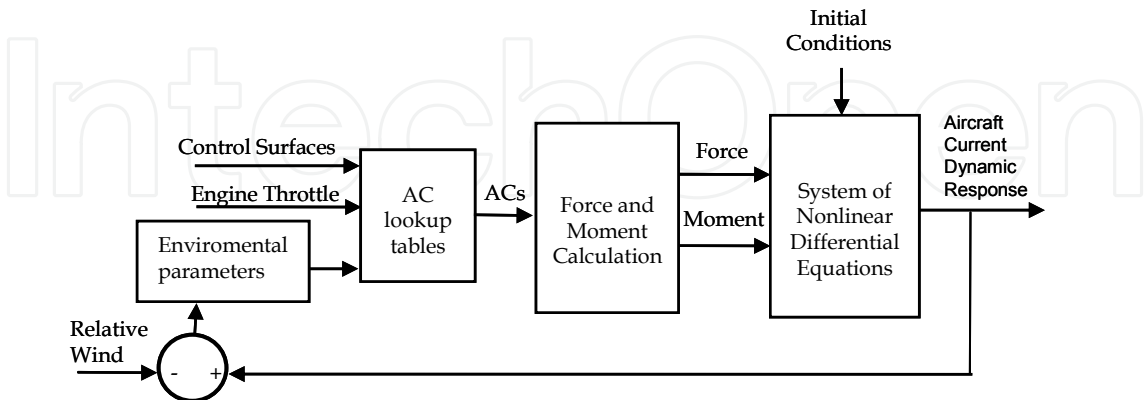 IntechOpen
Initial
Conditions
Control Surfaces
Engine Throttle
Enviromental
parameters
Relative
Wind
-
+
AC
lookup
tables
ACs
Force and
Moment
Calculation
Force
Moment
System of
Nonlinear
Differential
Equations
Aircraft
Current
Dynamic
Response